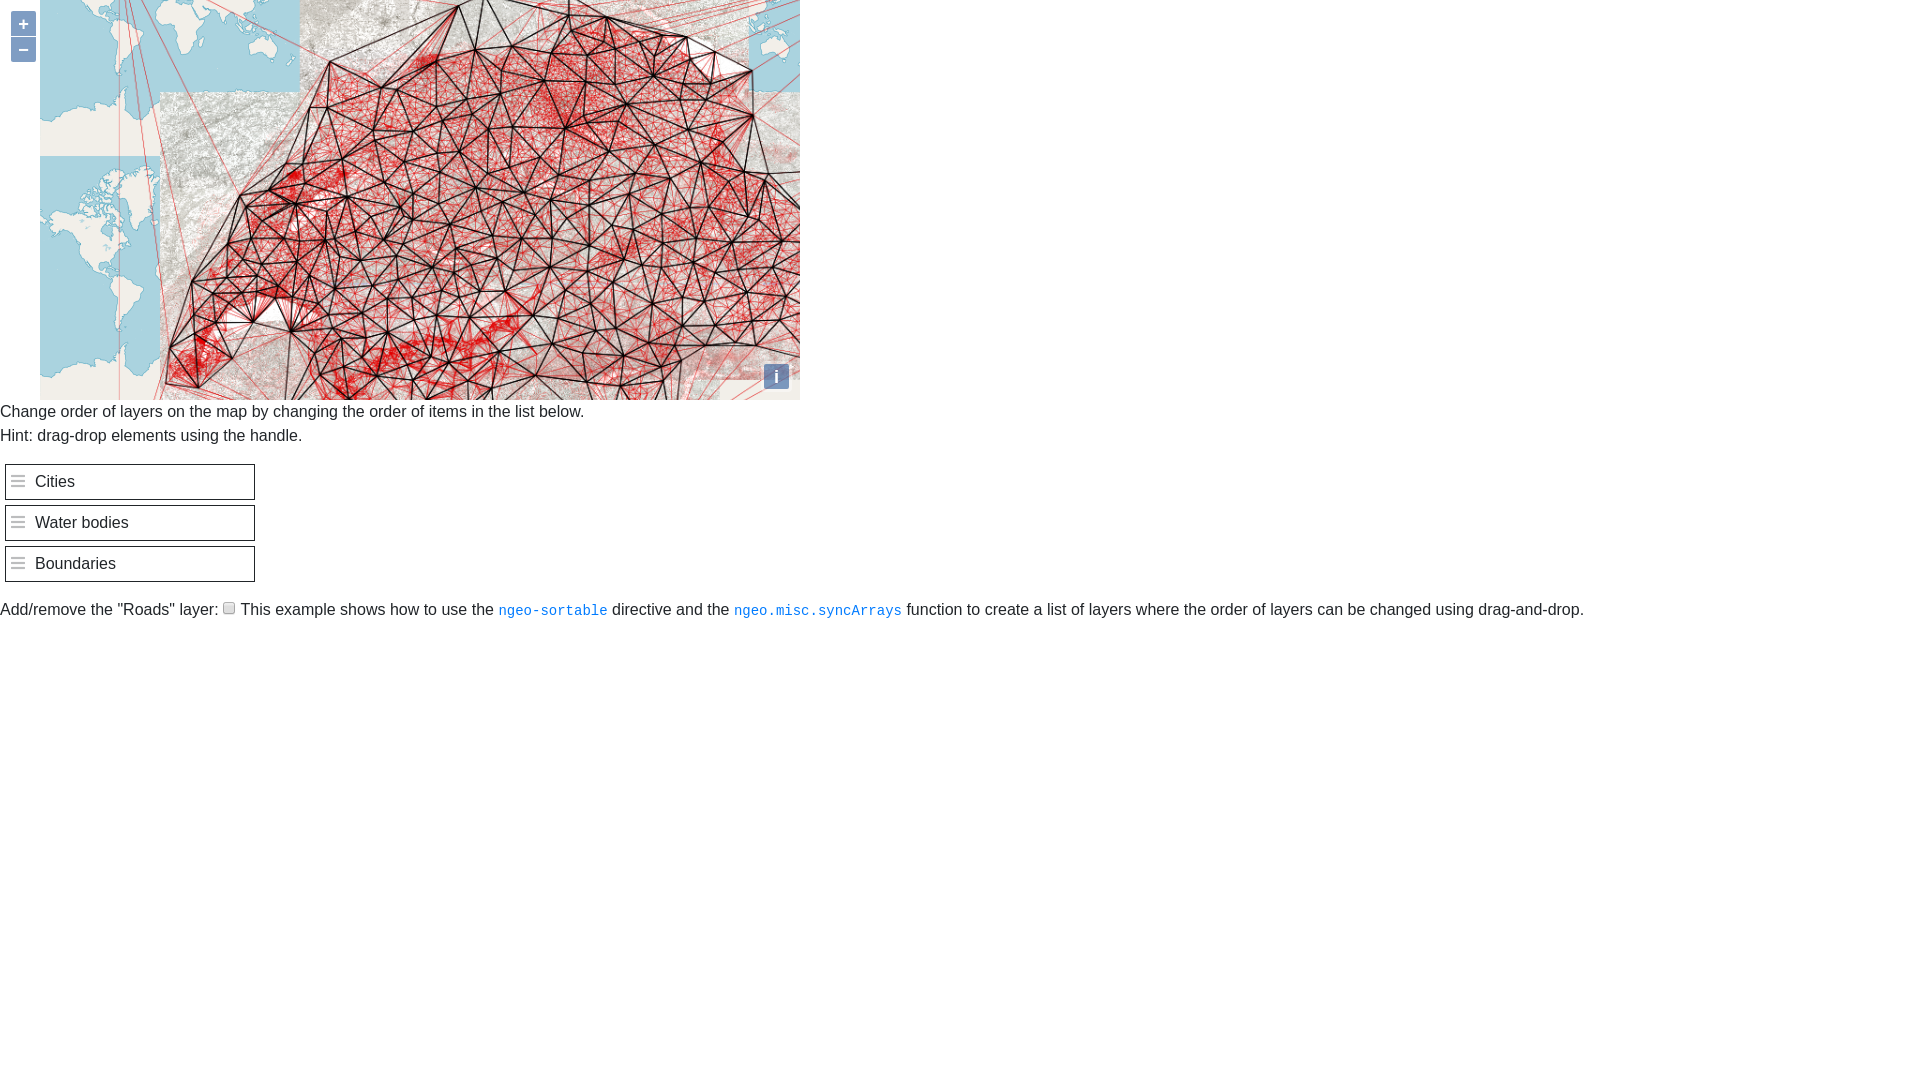 +
−
i
Change order of layers on the map by changing the order of items in the list below.
Hint: drag-drop elements using the handle.
Cities
Water bodies
Boundaries
Add/remove the "Roads" layer: This example shows how to use the ngeo-sortable directive and the ngeo.misc.syncArrays function to create a list of layers where the order of layers can be changed using drag-and-drop.